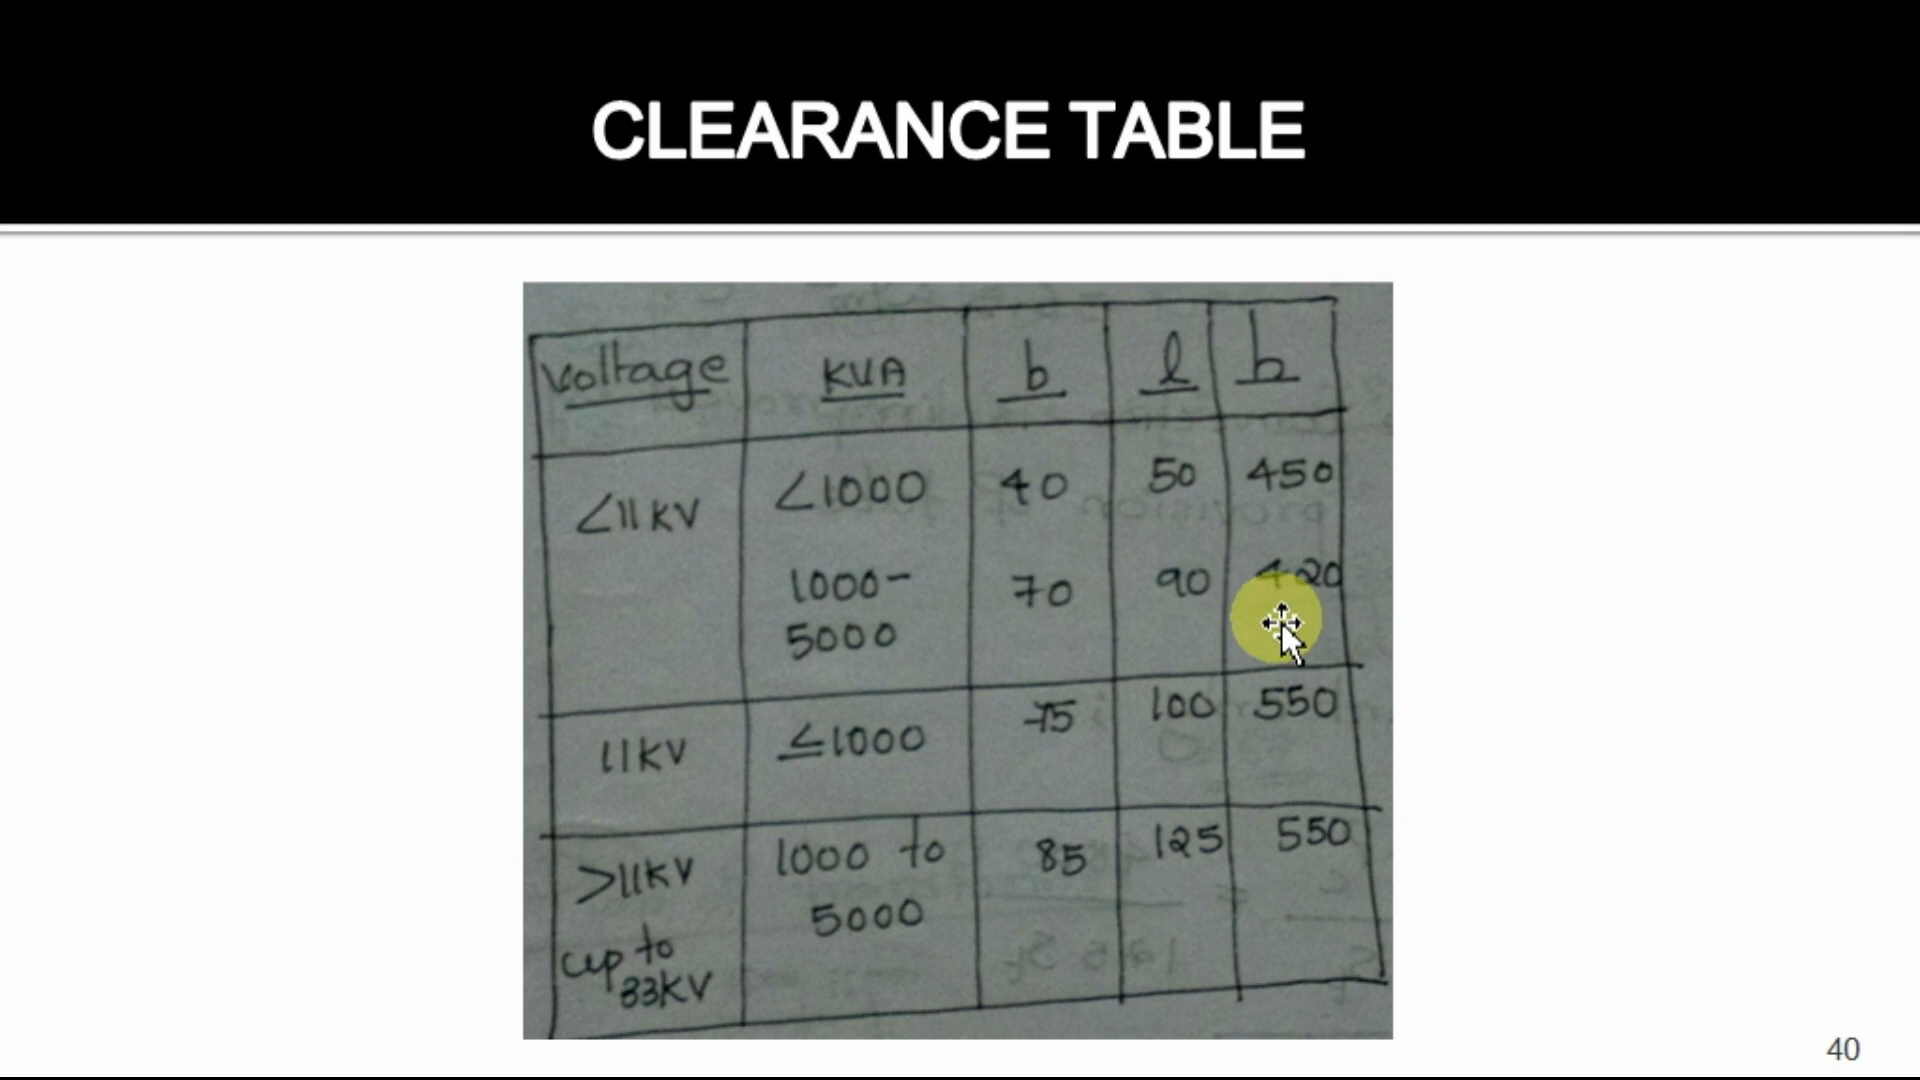 CLEARANCE TABLE
Voltage KVA b l h
<11KV <1000 40 50 450
1000- 70 90 420
5000
11KV ≤1000 75 100 550
>11KV 1000 to 85 125 550
up to 5000
33KV
40